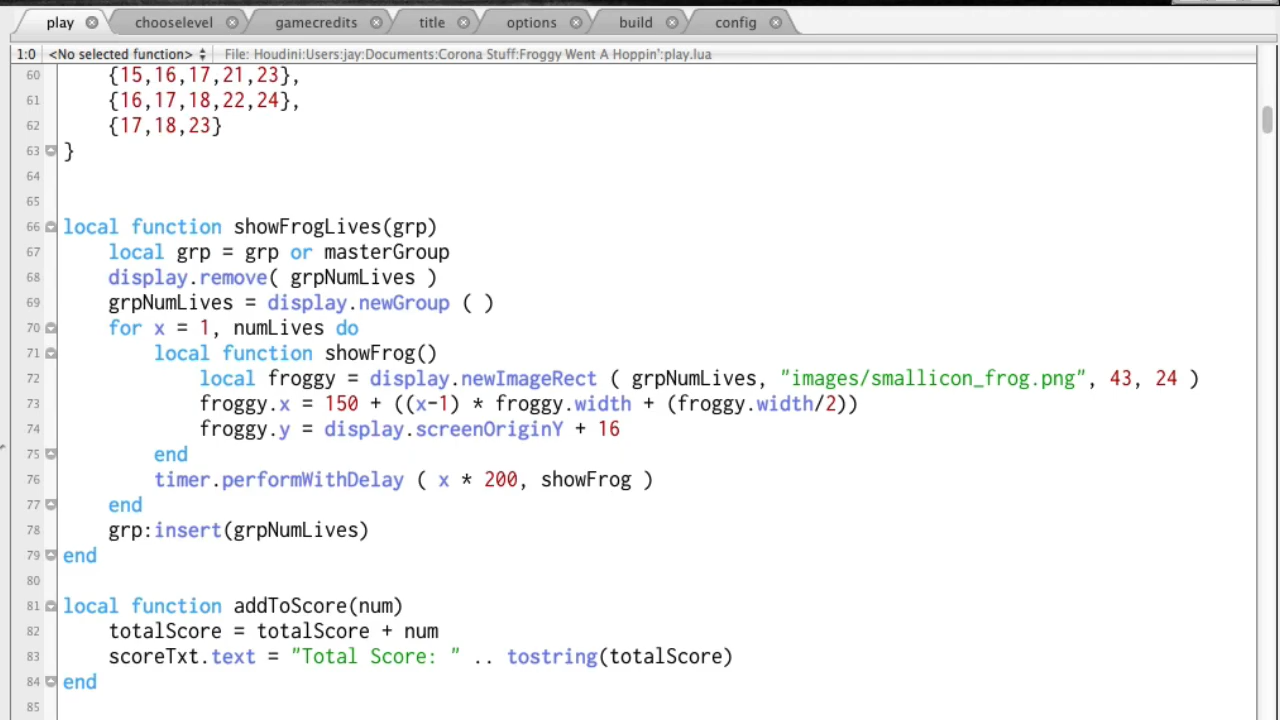 play chooselevel gamecredits title options build config
1:0 <No selected function> File: Houdini:Users:jay:Documents:Corona Stuff:Froggy Went A Hoppin':play.lua
60 {15,16,17,21,23},
61 {16,17,18,22,24},
62 {17,18,23}
63 }
64
65
66 local function showFrogLives(grp)
67 local grp = grp or masterGroup
68 display.remove( grpNumLives )
69 grpNumLives = display.newGroup ( )
70 for x = 1, numLives do
71 local function showFrog()
72 local froggy = display.newImageRect ( grpNumLives, "images/smallicon_frog.png", 43, 24 )
73 froggy.x = 150 + ((x-1) * froggy.width + (froggy.width/2))
74 froggy.y = display.screenOriginY + 16
75 end
76 timer.performWithDelay ( x * 200, showFrog )
77 end
78 grp:insert(grpNumLives)
79 end
80
81 local function addToScore(num)
82 totalScore = totalScore + num
83 scoreTxt.text = "Total Score: " .. tostring(totalScore)
84 end
85